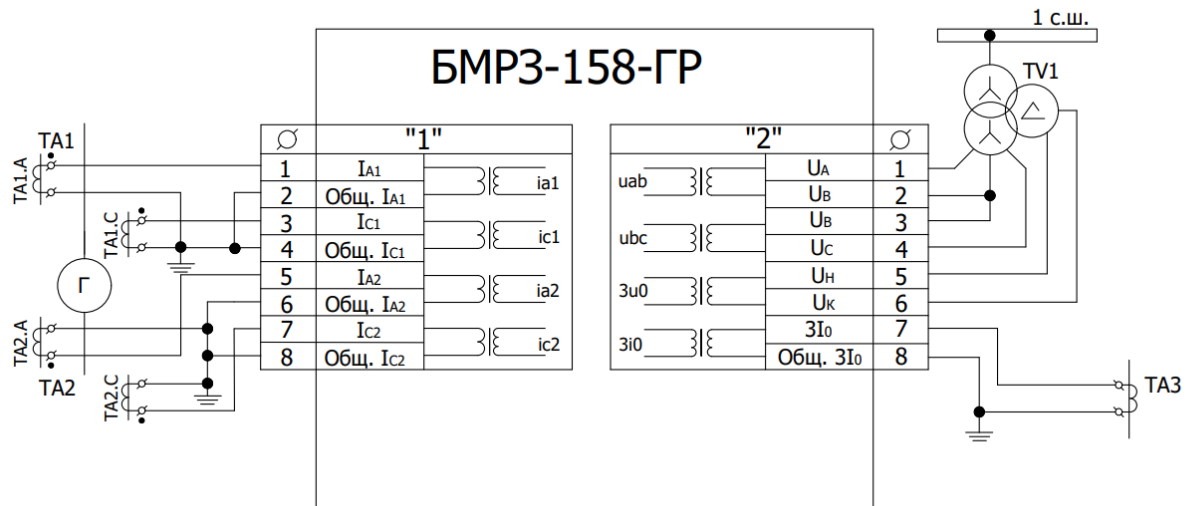 1 с.ш.
БМРЗ-158-ГР
TV1
TA1
"1"
"2"
TA1.A
1 IA1
2 Общ. IA1
ia1
TA1.C
3 IC1
4 Общ. IC1
ic1
Г
5 IA2
6 Общ. IA2
ia2
TA2.A
7 IC2
8 Общ. IC2
ic2
TA2
TA2.C
uab
UA 1
UB 2
ubc
UB 3
UC 4
3u0
UН 5
UК 6
3i0
3I0 7
Общ. 3I0 8
TA3